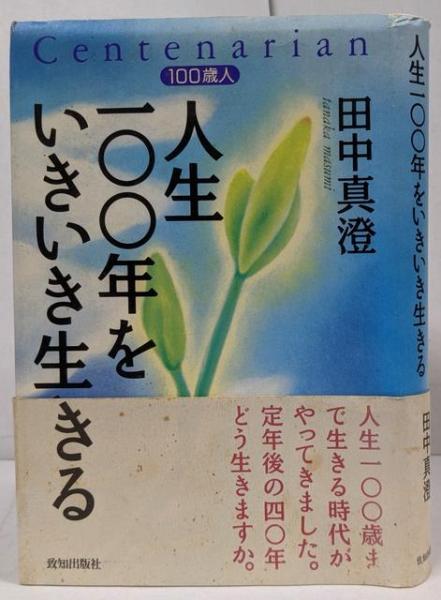 Centenarian
100歳人
人生
一〇〇年を
いきいき生きる
田中真澄
tanaka masumi
人生一〇〇歳ま
で生きる時代が
やってきました。
定年後の四〇年
どう生きますか。
致知出版社
人生一〇〇年をいきいき生きる
田中真澄